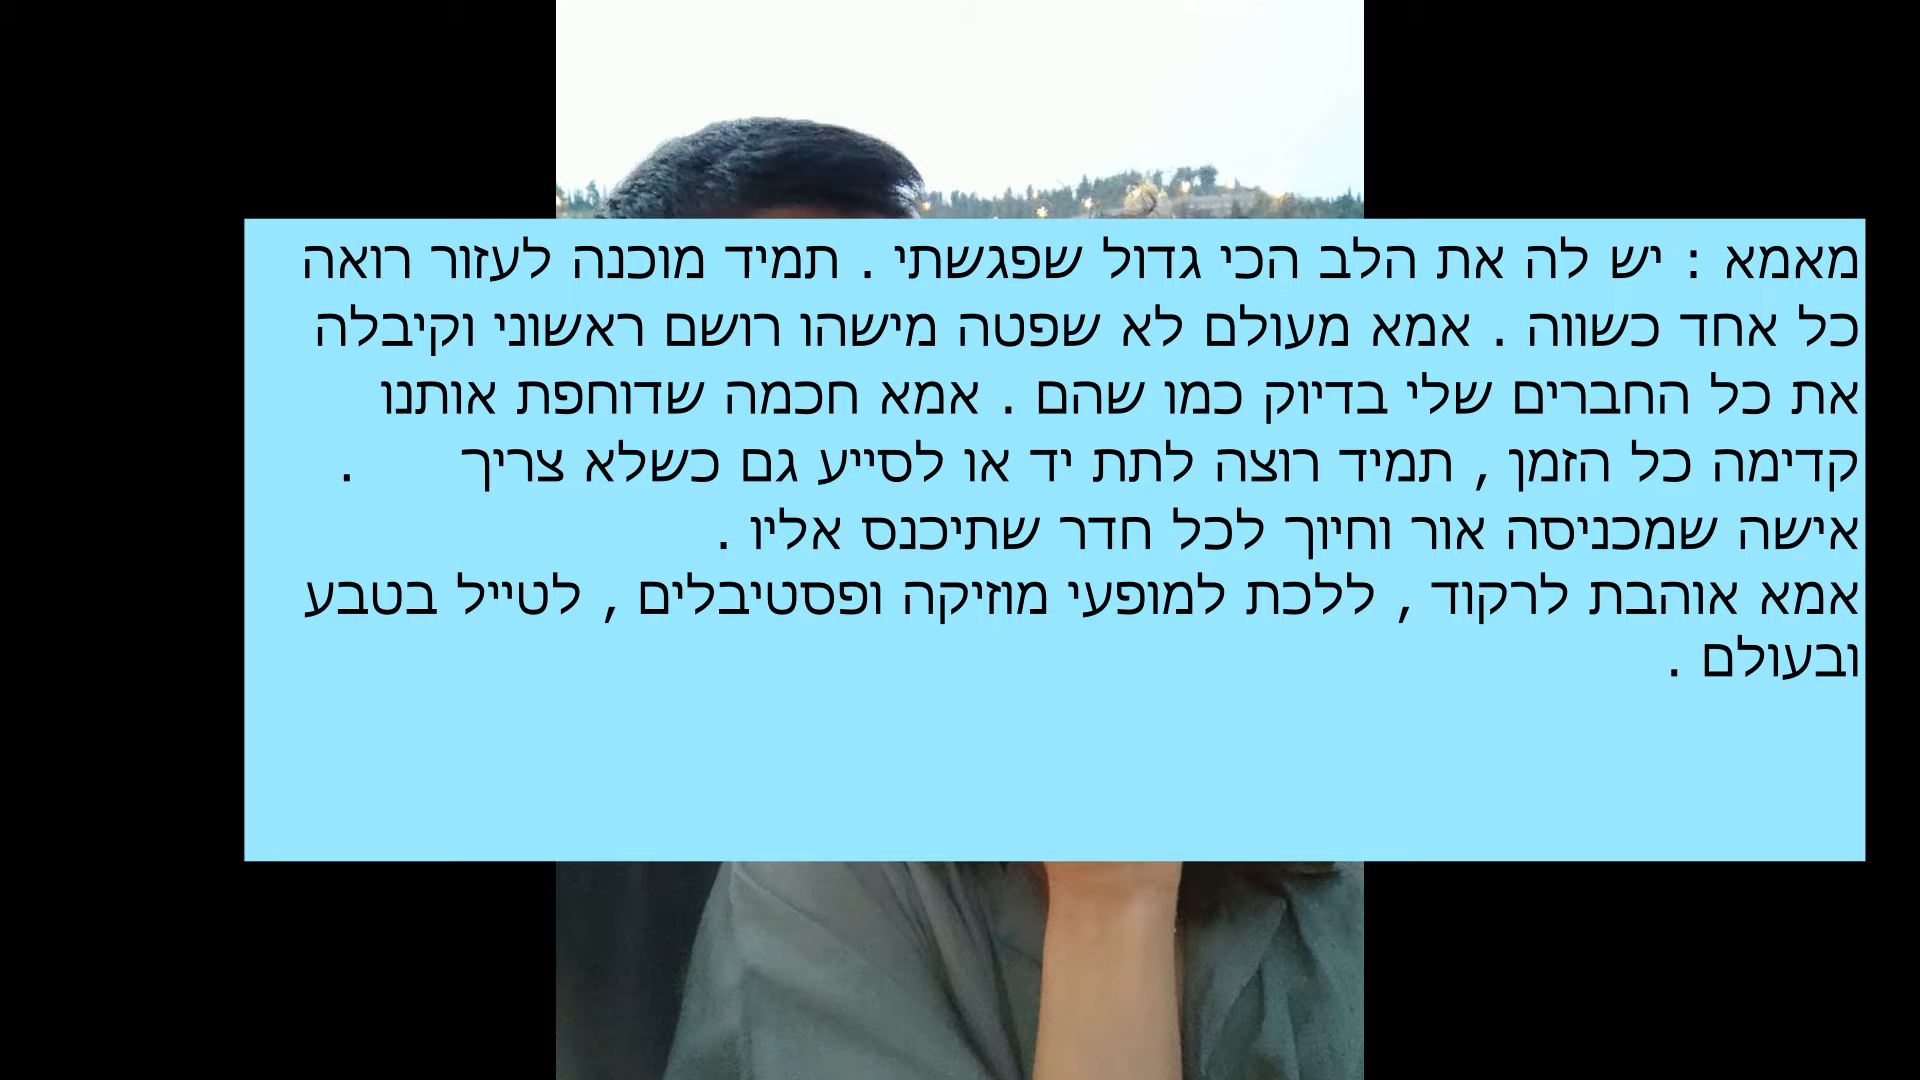 מאמא : יש לה את הלב הכי גדול שפגשתי . תמיד מוכנה לעזור רואה
כל אחד כשווה . אמא מעולם לא שפטה מישהו רושם ראשוני וקיבלה
את כל החברים שלי בדיוק כמו שהם . אמא חכמה שדוחפת אותנו
קדימה כל הזמן , תמיד רוצה לתת יד או לסייע גם כשלא צריך .
אישה שמכניסה אור וחיוך לכל חדר שתיכנס אליו .
אמא אוהבת לרקוד , ללכת למופעי מוזיקה ופסטיבלים , לטייל בטבע
ובעולם .